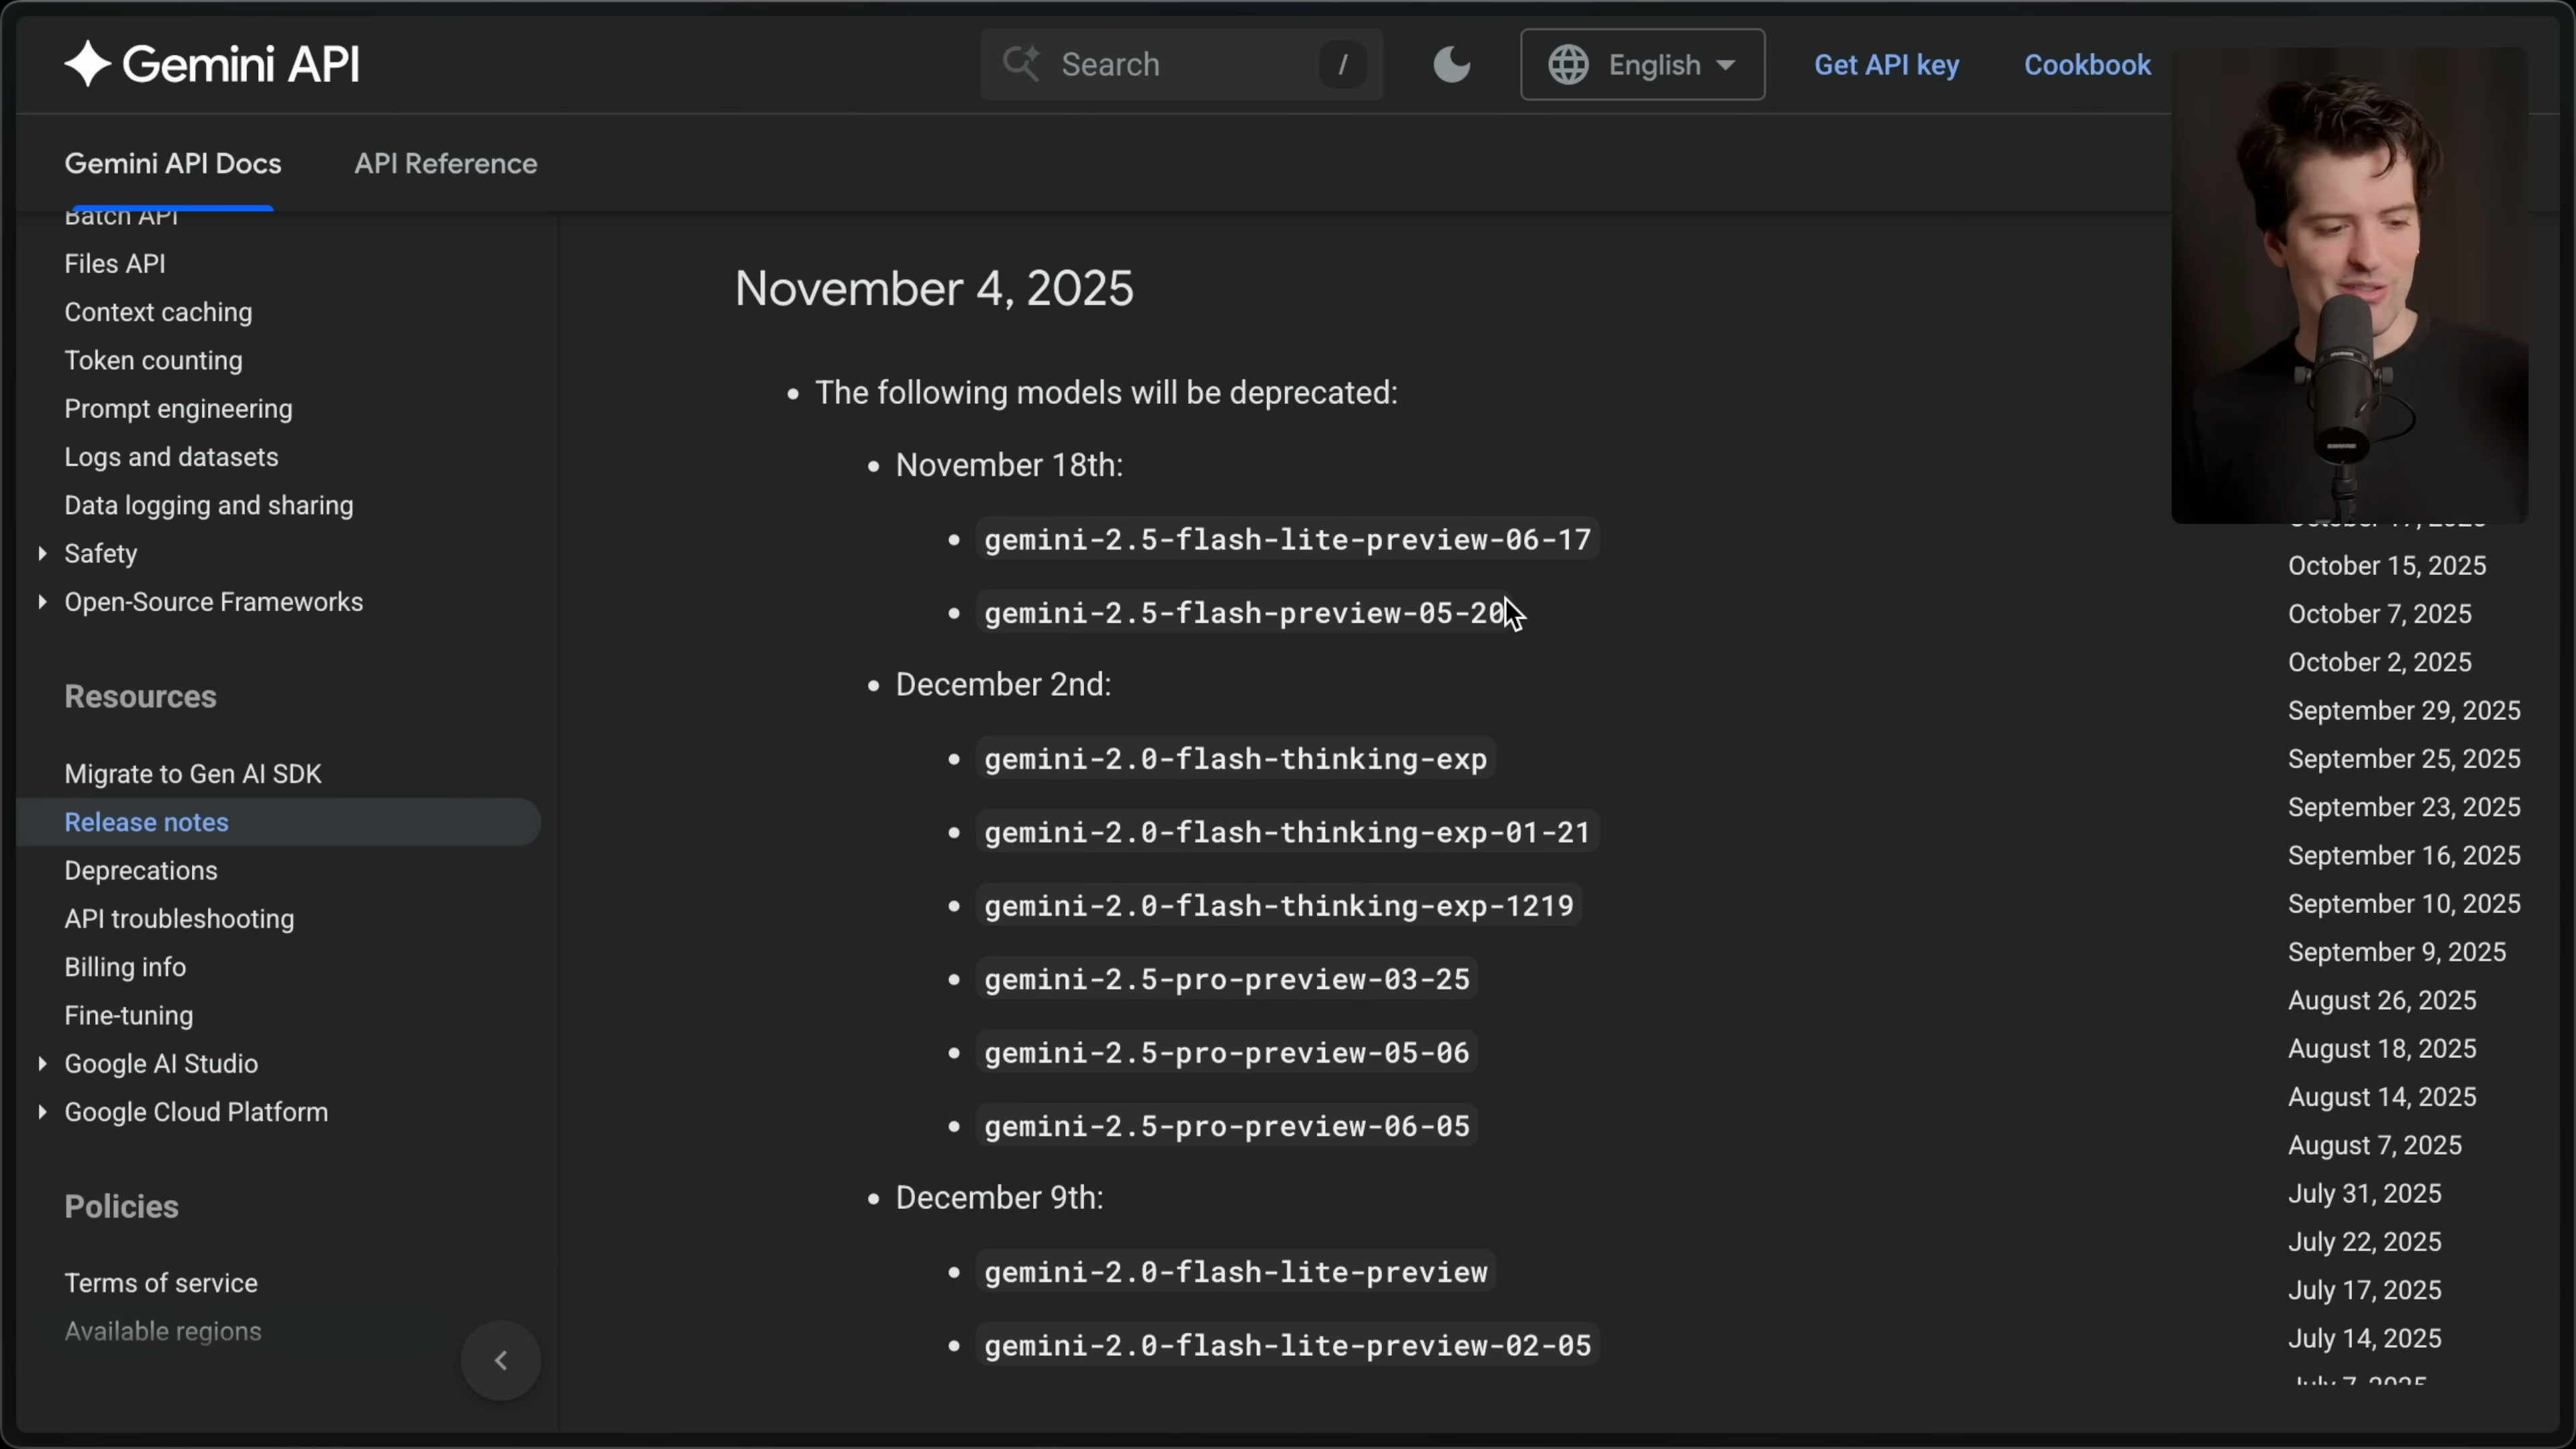 Gemini API
Search
/
English
Get API key
Cookbook
Gemini API Docs
API Reference
Batch API
Files API
Context caching
Token counting
Prompt engineering
Logs and datasets
Data logging and sharing
Safety
Open-Source Frameworks
Resources
Migrate to Gen AI SDK
Release notes
Deprecations
API troubleshooting
Billing info
Fine-tuning
Google AI Studio
Google Cloud Platform
Policies
Terms of service
Available regions
November 4, 2025
The following models will be deprecated:
November 18th:
gemini-2.5-flash-lite-preview-06-17
gemini-2.5-flash-preview-05-20
December 2nd:
gemini-2.0-flash-thinking-exp
gemini-2.0-flash-thinking-exp-01-21
gemini-2.0-flash-thinking-exp-1219
gemini-2.5-pro-preview-03-25
gemini-2.5-pro-preview-05-06
gemini-2.5-pro-preview-06-05
December 9th:
gemini-2.0-flash-lite-preview
gemini-2.0-flash-lite-preview-02-05
October 15, 2025
October 7, 2025
October 2, 2025
September 29, 2025
September 25, 2025
September 23, 2025
September 16, 2025
September 10, 2025
September 9, 2025
August 26, 2025
August 18, 2025
August 14, 2025
August 7, 2025
July 31, 2025
July 22, 2025
July 17, 2025
July 14, 2025
July 7, 2025